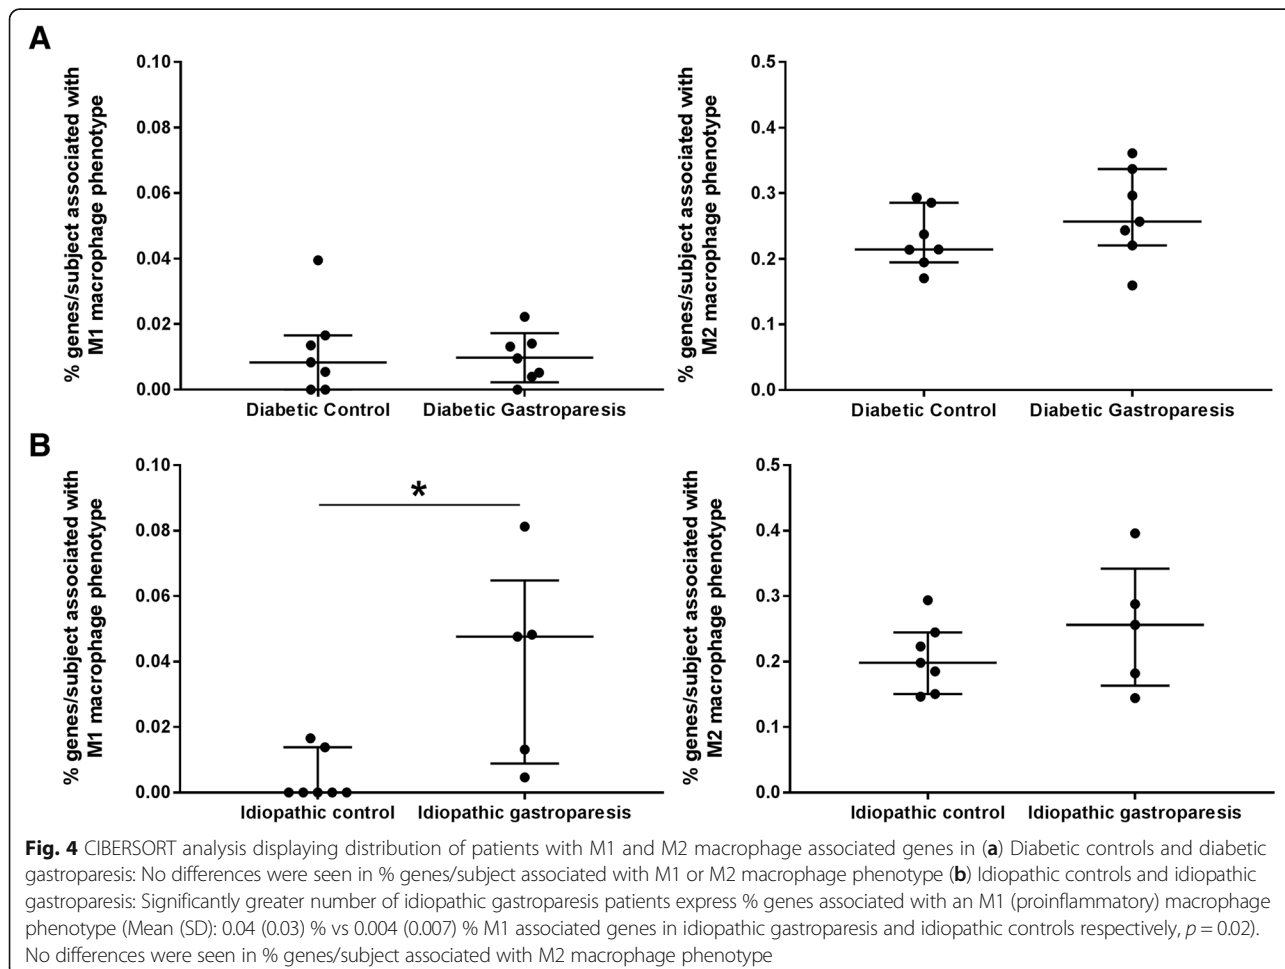 A
% genes/subject associated with
M1 macrophage phenotype
0.10
0.08
0.06
0.04
0.02
0.00
Diabetic Control
Diabetic Gastroparesis
% genes/subject associated with
M2 macrophage phenotype
0.5
0.4
0.3
0.2
0.1
0.0
Diabetic Control
Diabetic Gastroparesis
B
% genes/subject associated with
M1 macrophage phenotype
0.10
0.08
0.06
0.04
0.02
0.00
*
Idiopathic control
Idiopathic gastroparesis
% genes/subject associated with
M2 macrophage phenotype
0.5
0.4
0.3
0.2
0.1
0.0
Idiopathic control
Idiopathic gastroparesis
Fig. 4 CIBERSORT analysis displaying distribution of patients with M1 and M2 macrophage associated genes in (a) Diabetic controls and diabetic
gastroparesis: No differences were seen in % genes/subject associated with M1 or M2 macrophage phenotype (b) Idiopathic controls and idiopathic
gastroparesis: Significantly greater number of idiopathic gastroparesis patients express % genes associated with an M1 (proinflammatory) macrophage
phenotype (Mean (SD): 0.04 (0.03) % vs 0.004 (0.007) % M1 associated genes in idiopathic gastroparesis and idiopathic controls respectively, p = 0.02).
No differences were seen in % genes/subject associated with M2 macrophage phenotype